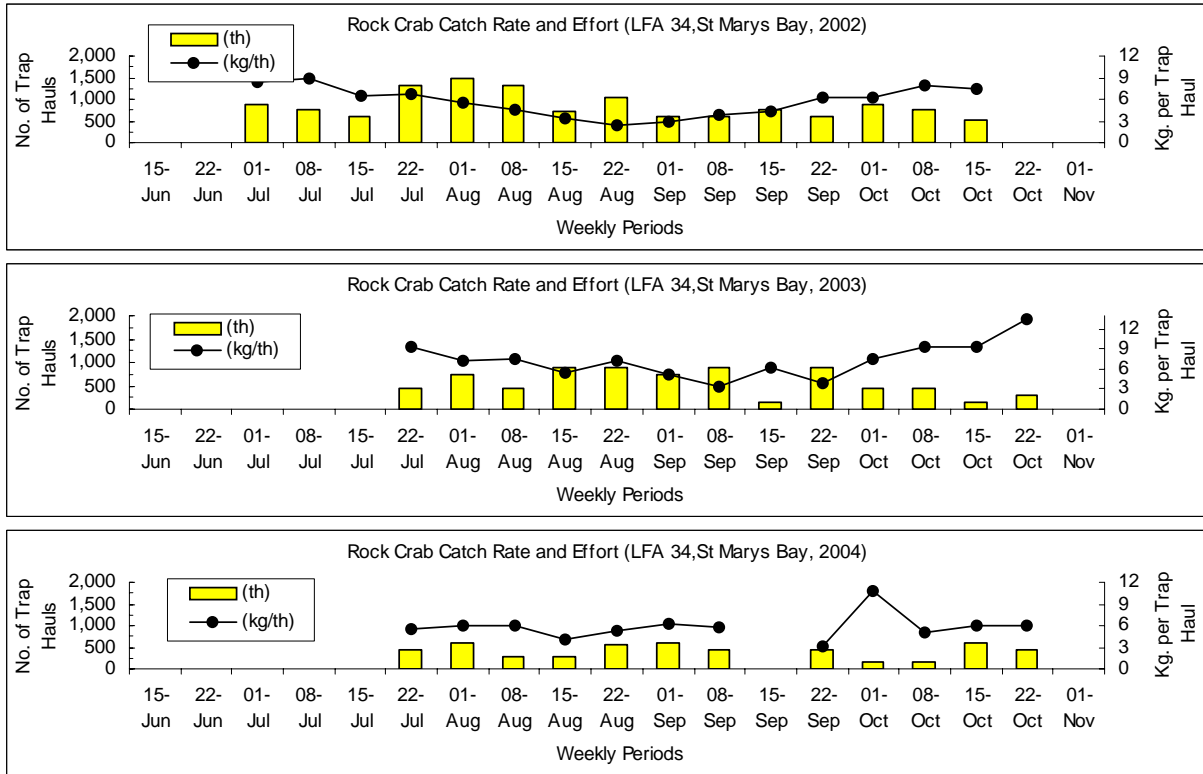 Rock Crab Catch Rate and Effort (LFA 34,St Marys Bay, 2002)
No. of Trap
Hauls
2,000
1,500
1,000
500
0
(th)
(kg/th)
12
9
6
3
0
Kg. per Trap
Haul
15- 22- 01- 08- 15- 22- 01- 08- 15- 22- 01- 08- 15- 22- 01- 08- 15- 22- 01-
Jun Jun Jul Jul Jul Jul Aug Aug Aug Aug Sep Sep Sep Sep Oct Oct Oct Oct Nov
Weekly Periods
Rock Crab Catch Rate and Effort (LFA 34,St Marys Bay, 2003)
No. of Trap
Hauls
2,000
1,500
1,000
500
0
(th)
(kg/th)
12
9
6
3
0
Kg. per Trap
Haul
15- 22- 01- 08- 15- 22- 01- 08- 15- 22- 01- 08- 15- 22- 01- 08- 15- 22- 01-
Jun Jun Jul Jul Jul Jul Aug Aug Aug Aug Sep Sep Sep Sep Oct Oct Oct Oct Nov
Weekly Periods
Rock Crab Catch Rate and Effort (LFA 34,St Marys Bay, 2004)
No. of Trap
Hauls
2,000
1,500
1,000
500
0
(th)
(kg/th)
12
9
6
3
0
Kg. per Trap
Haul
15- 22- 01- 08- 15- 22- 01- 08- 15- 22- 01- 08- 15- 22- 01- 08- 15- 22- 01-
Jun Jun Jul Jul Jul Jul Aug Aug Aug Aug Sep Sep Sep Sep Oct Oct Oct Oct Nov
Weekly Periods